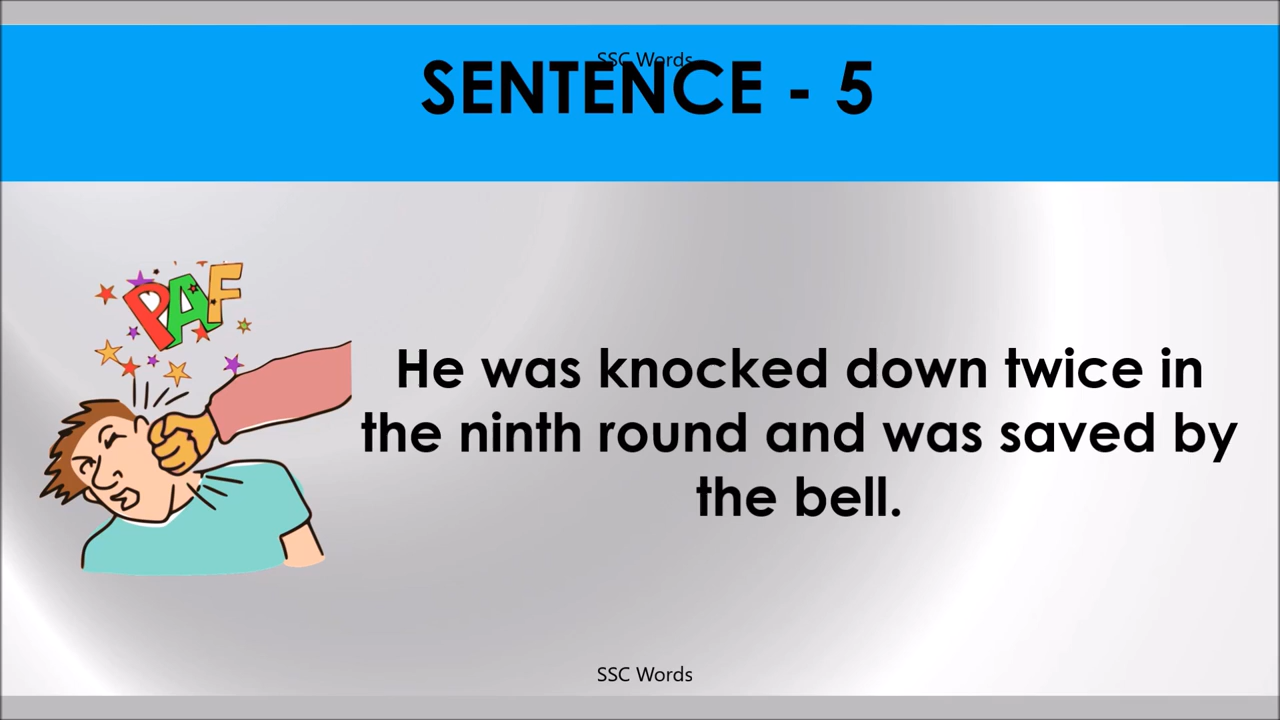 SSC Words
SENTENCE - 5
PAF
He was knocked down twice in
the ninth round and was saved by
the bell.
SSC Words